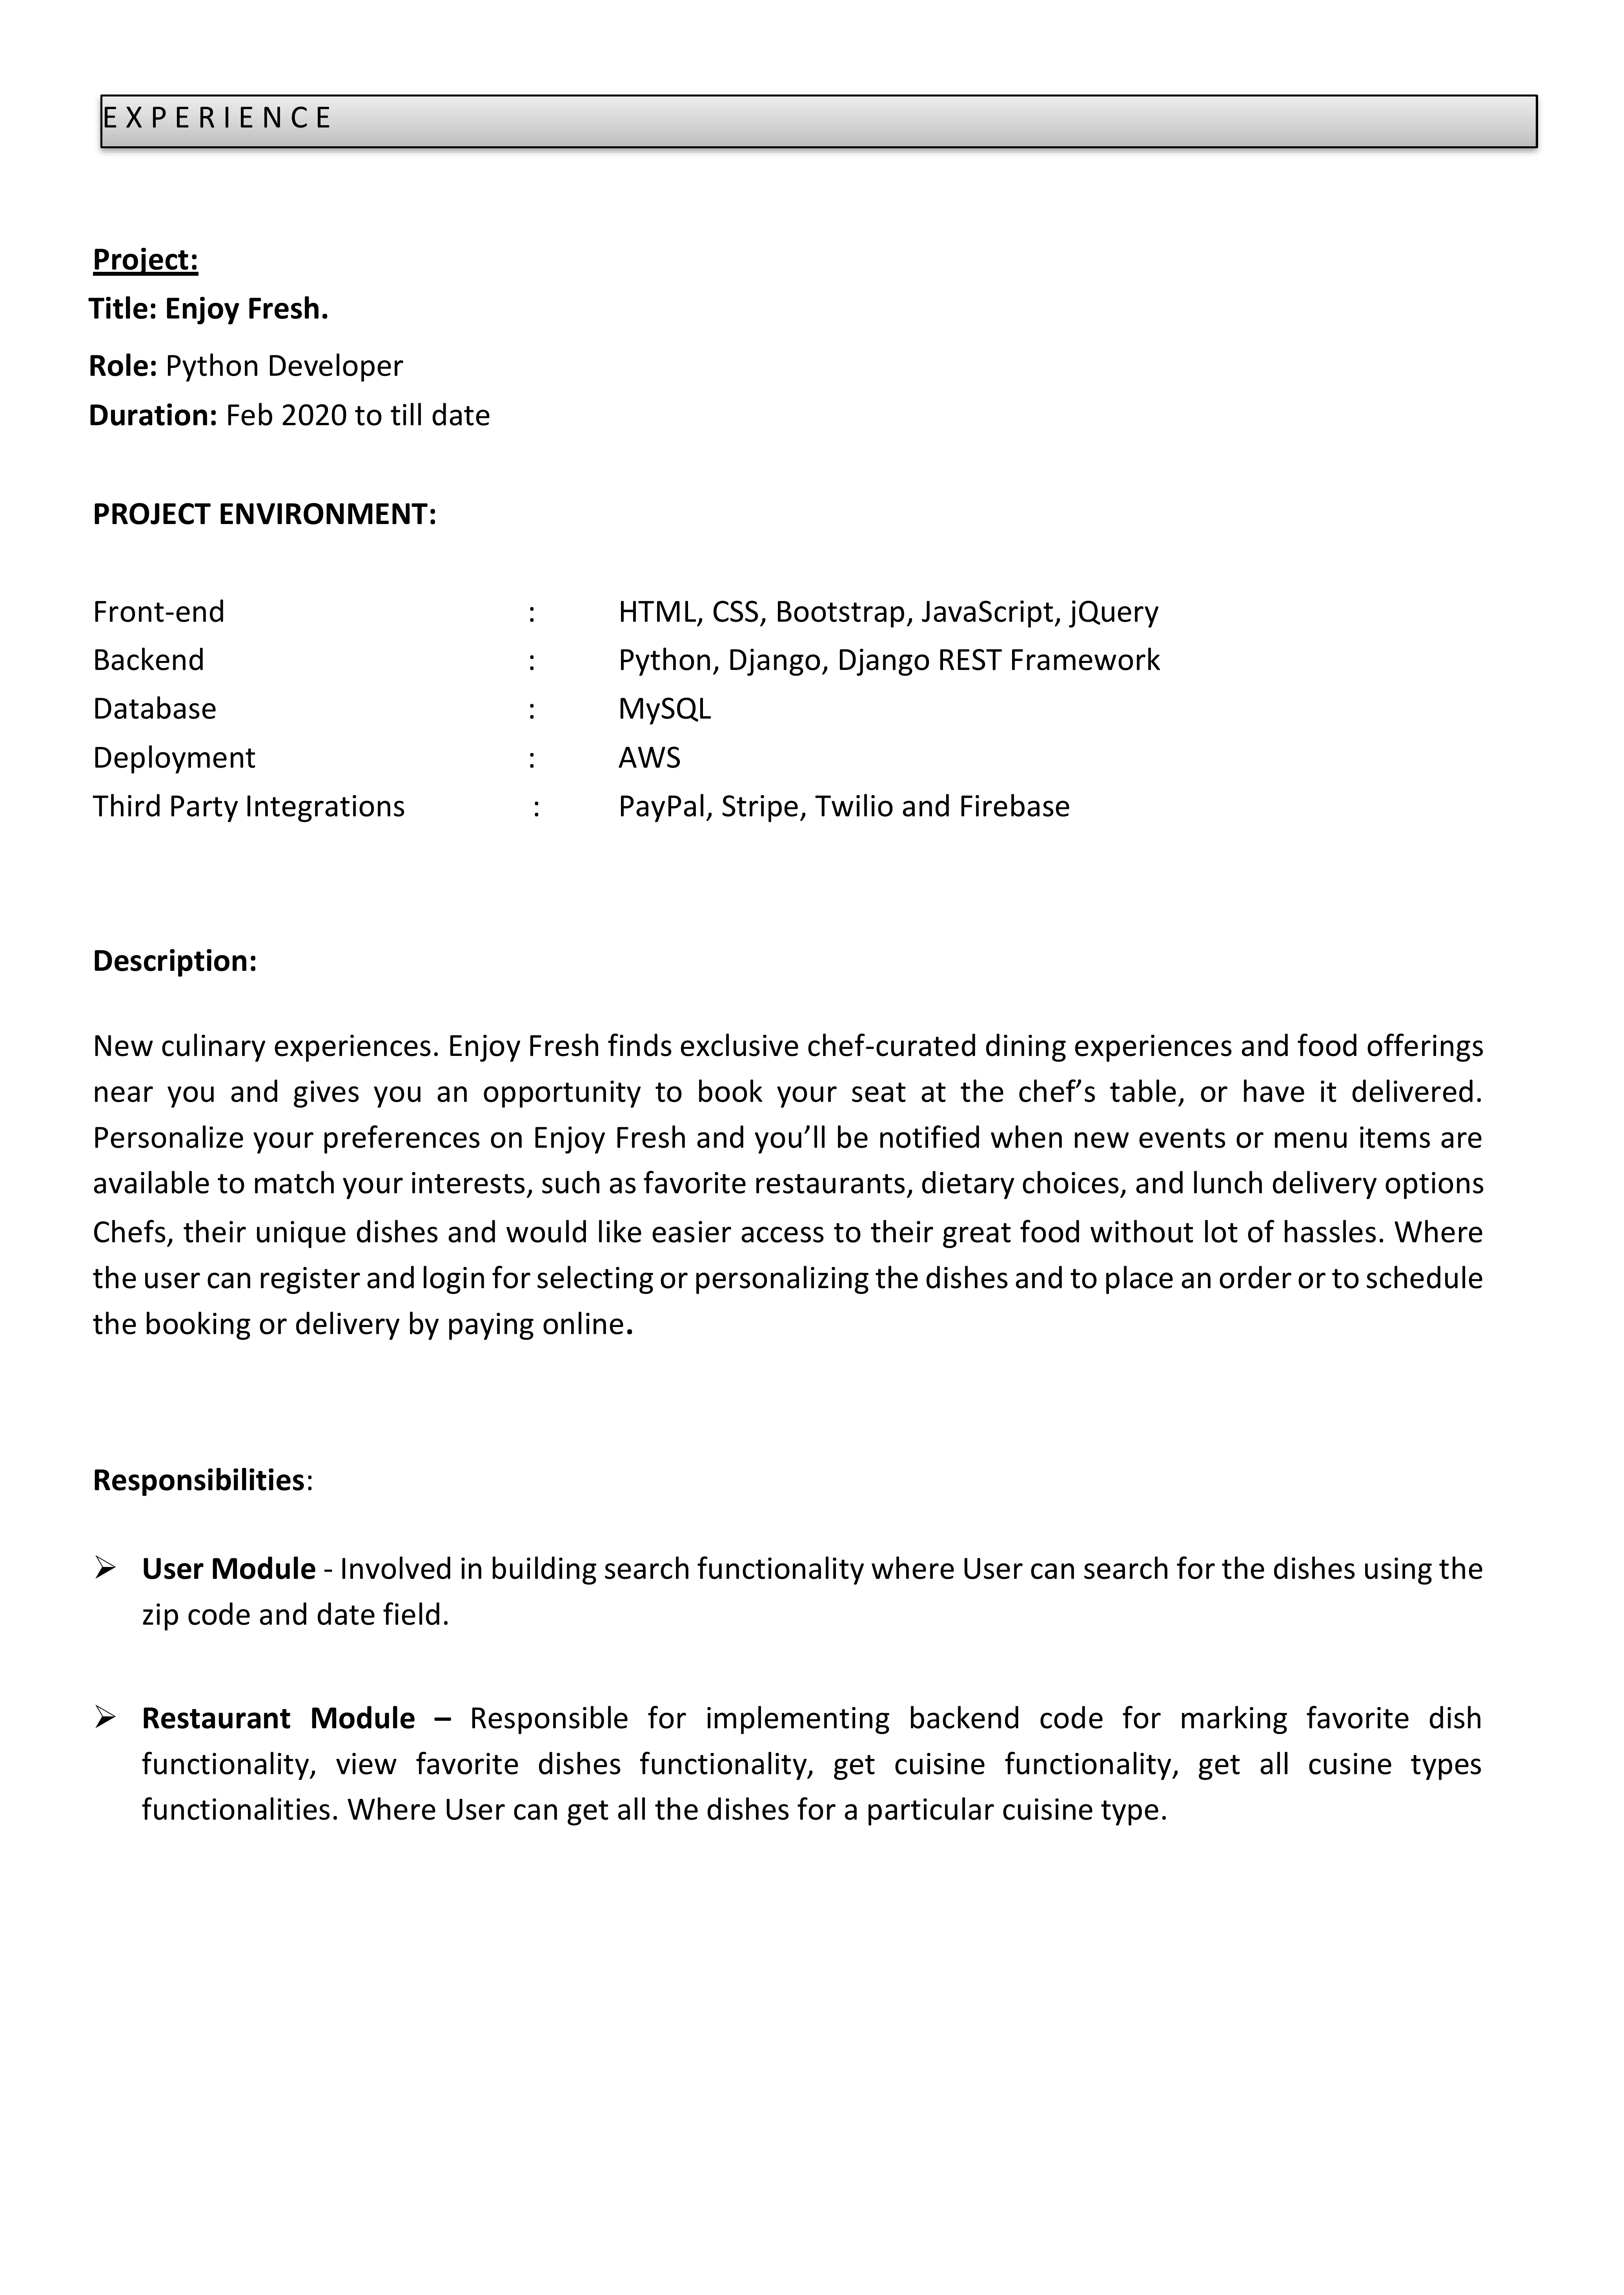 EXPERIENCE
Project:
Title: Enjoy Fresh.
Role: Python Developer
Duration: Feb 2020 to till date
PROJECT ENVIRONMENT:
Front-end : HTML, CSS, Bootstrap, JavaScript, jQuery
Backend : Python, Django, Django REST Framework
Database : MySQL
Deployment : AWS
Third Party Integrations : PayPal, Stripe, Twilio and Firebase
Description:
New culinary experiences. Enjoy Fresh finds exclusive chef-curated dining experiences and food offerings
near you and gives you an opportunity to book your seat at the chef’s table, or have it delivered.
Personalize your preferences on Enjoy Fresh and you’ll be notified when new events or menu items are
available to match your interests, such as favorite restaurants, dietary choices, and lunch delivery options
Chefs, their unique dishes and would like easier access to their great food without lot of hassles. Where
the user can register and login for selecting or personalizing the dishes and to place an order or to schedule
the booking or delivery by paying online.
Responsibilities:
➢ User Module - Involved in building search functionality where User can search for the dishes using the
zip code and date field.
➢ Restaurant Module – Responsible for implementing backend code for marking favorite dish
functionality, view favorite dishes functionality, get cuisine functionality, get all cusine types
functionalities. Where User can get all the dishes for a particular cuisine type.